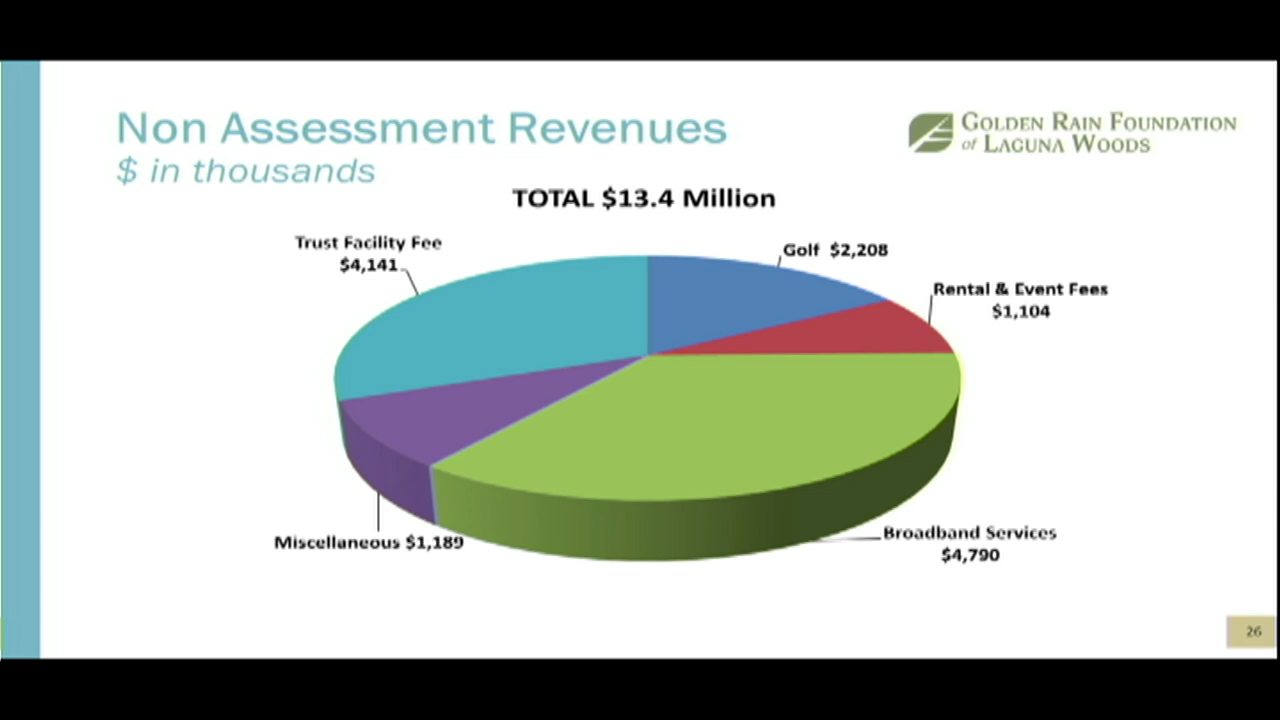 Non Assessment Revenues
$ in thousands
GOLDEN RAIN FOUNDATION
of LAGUNA WOODS
TOTAL $13.4 Million
Trust Facility Fee
$4,141
Golf $2,208
Rental & Event Fees
$1,104
Miscellaneous $1,189
Broadband Services
$4,790
26